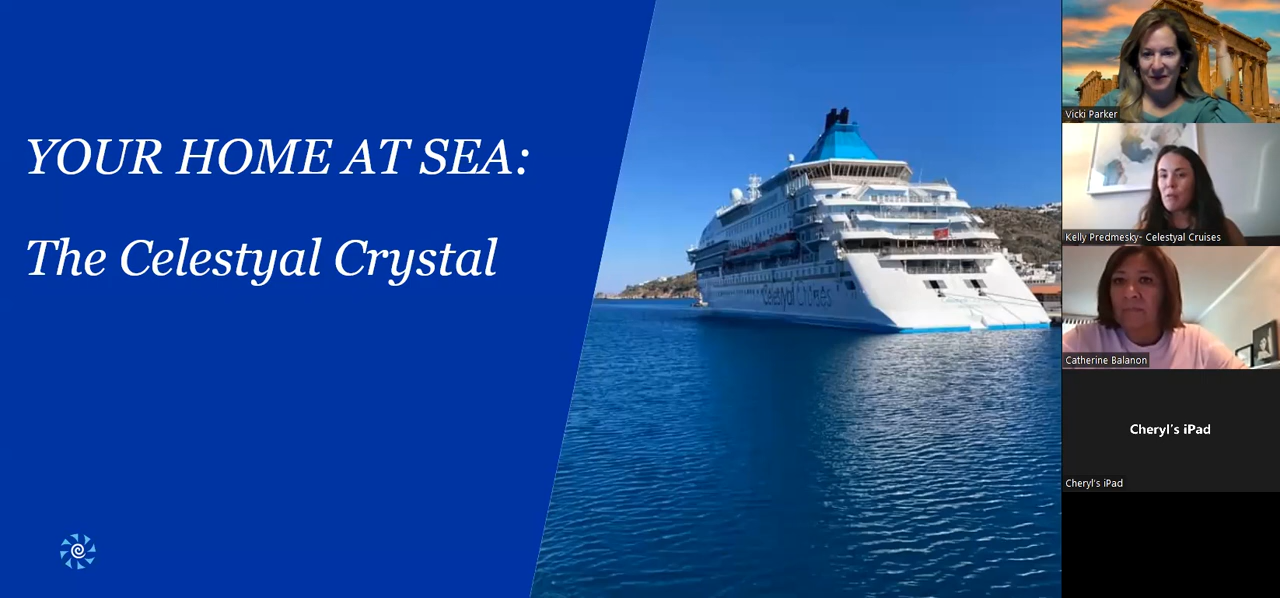 YOUR HOME AT SEA:
The Celestyal Crystal
Celestyal Cruises
Vicki Parker
Kelly Predmesky- Celestyal Cruises
Catherine Balanon
Cheryl's iPad
Cheryl's iPad